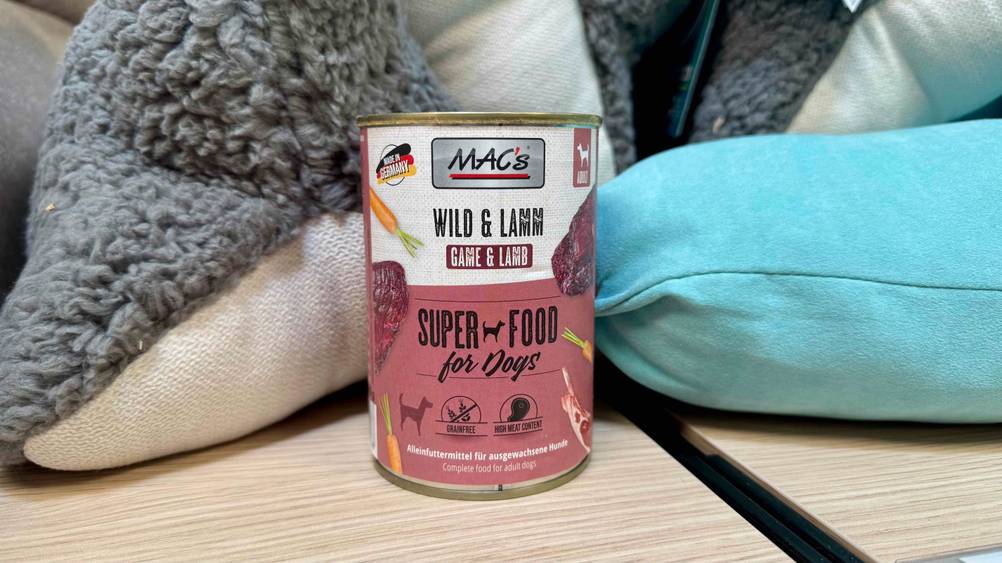 MADE IN
GERMANY
MAC's
ADULT
WILD & LAMM
GAME & LAMB
SUPER FOOD
for Dogs
GRAINFREE
HIGH MEAT CONTENT
Alleinfuttermittel für ausgewachsene Hunde
Complete food for adult dogs